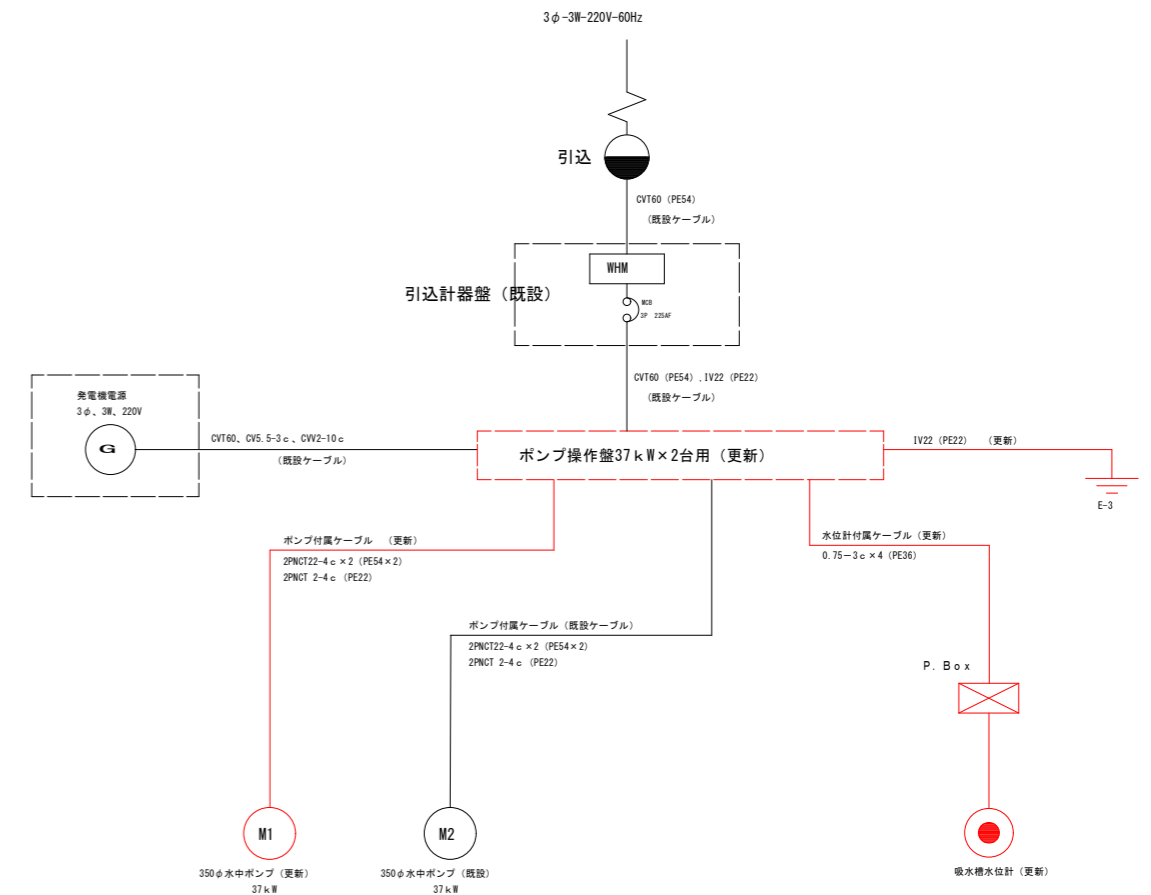 3φ-3W-220V-60Hz
引込
CVT60 (PE54)
(既設ケーブル)
WHM
引込計器盤（既設）
MCB
3P 225AF
CVT60 (PE54) .IV22 (PE22)
(既設ケーブル)
発電機電源
3φ、3W、220V
G
CVT60、CV5.5-3c、CVV2-10c
(既設ケーブル)
ポンプ操作盤37kW×2台用（更新）
IV22 (PE22) （更新）
E-3
ポンプ付属ケーブル （更新）
2PNCT22-4c×2 (PE54×2)
2PNCT 2-4c (PE22)
水位計付属ケーブル（更新）
0.75－3c×4 (PE36)
ポンプ付属ケーブル（既設ケーブル）
2PNCT22-4c×2 (PE54×2)
2PNCT 2-4c (PE22)
P. Box
M1
M2
350φ水中ポンプ（更新）
37kW
350φ水中ポンプ（既設）
37kW
吸水槽水位計（更新）